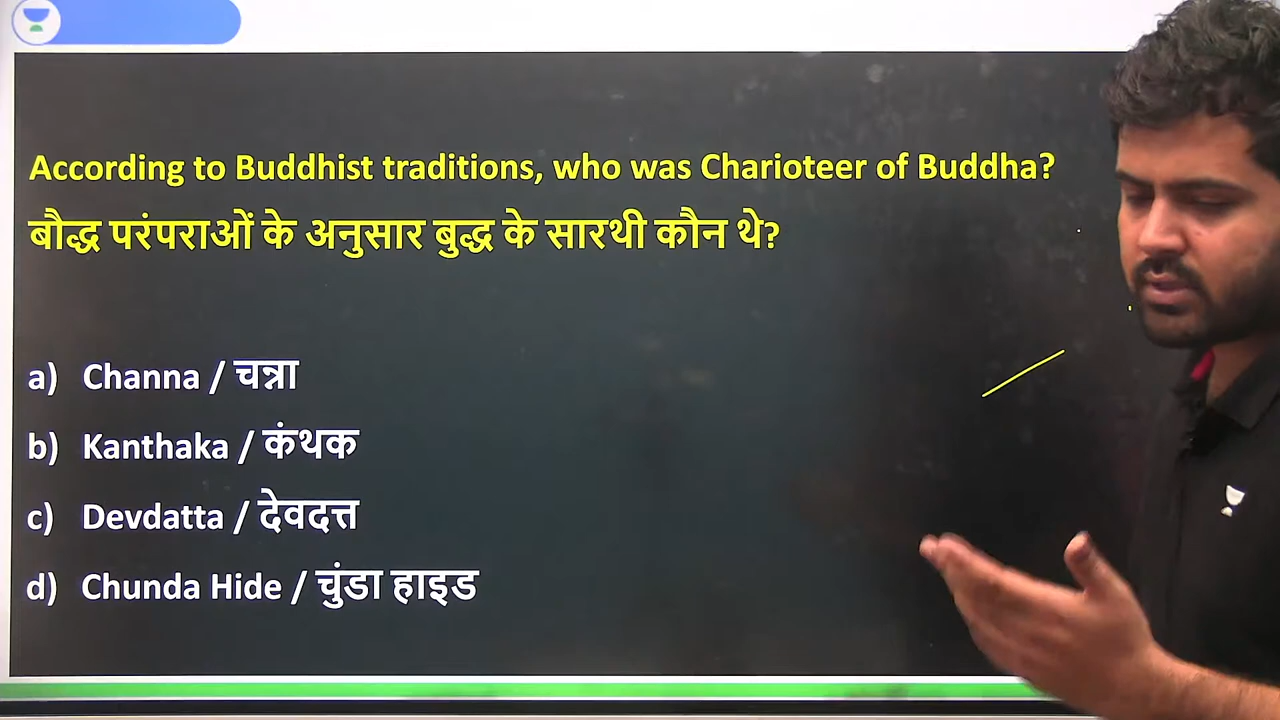 According to Buddhist traditions, who was Charioteer of Buddha?
बौद्ध परंपराओं के अनुसार बुद्ध के सारथी कौन थे?
a) Channa / चन्ना
b) Kanthaka / कंथक
c) Devdatta / देवदत्त
d) Chunda Hide / चुंडा हाइड